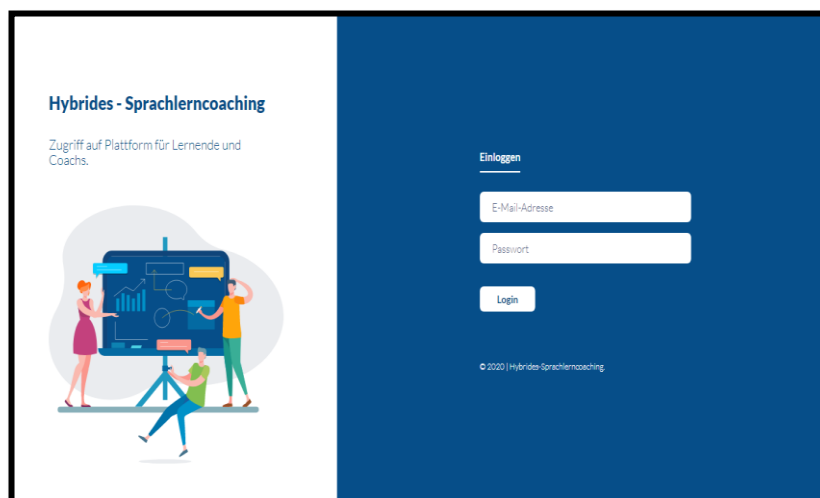 Hybrides - Sprachlerncoaching
Zugriff auf Plattform für Lernende und
Coachs.
Einloggen
E-Mail-Adresse
Passwort
Login
© 2020 | Hybrides-Sprachlerncoaching.